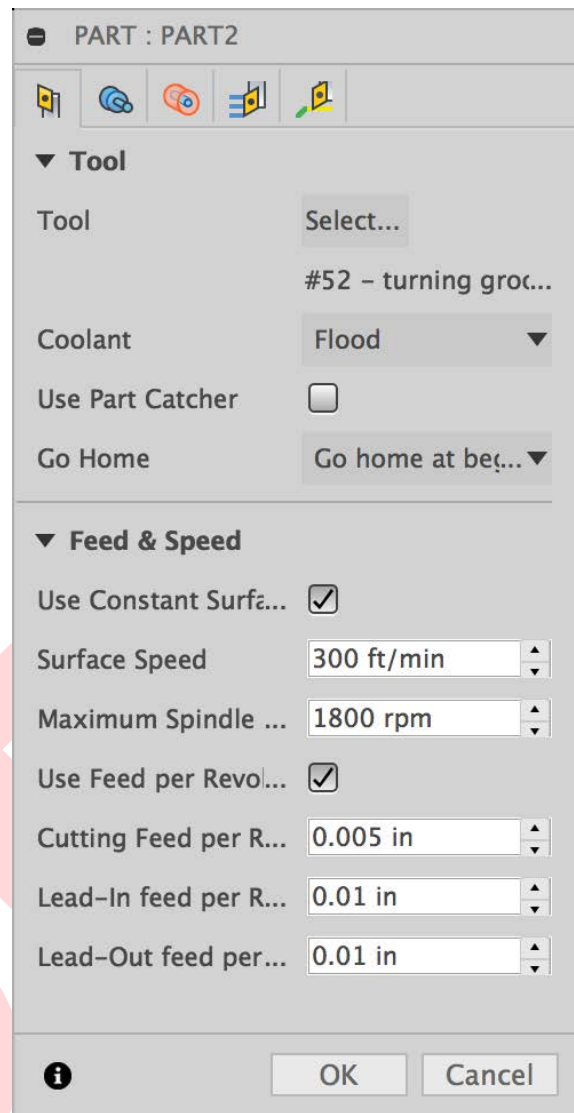 PART : PART2
Tool
Tool Select...
#52 – turning groo...
Coolant Flood
Use Part Catcher
Go Home Go home at beg...
Feed & Speed
Use Constant Surfa...
Surface Speed 300 ft/min
Maximum Spindle ... 1800 rpm
Use Feed per Revol...
Cutting Feed per R... 0.005 in
Lead-In feed per R... 0.01 in
Lead-Out feed per... 0.01 in
OK Cancel